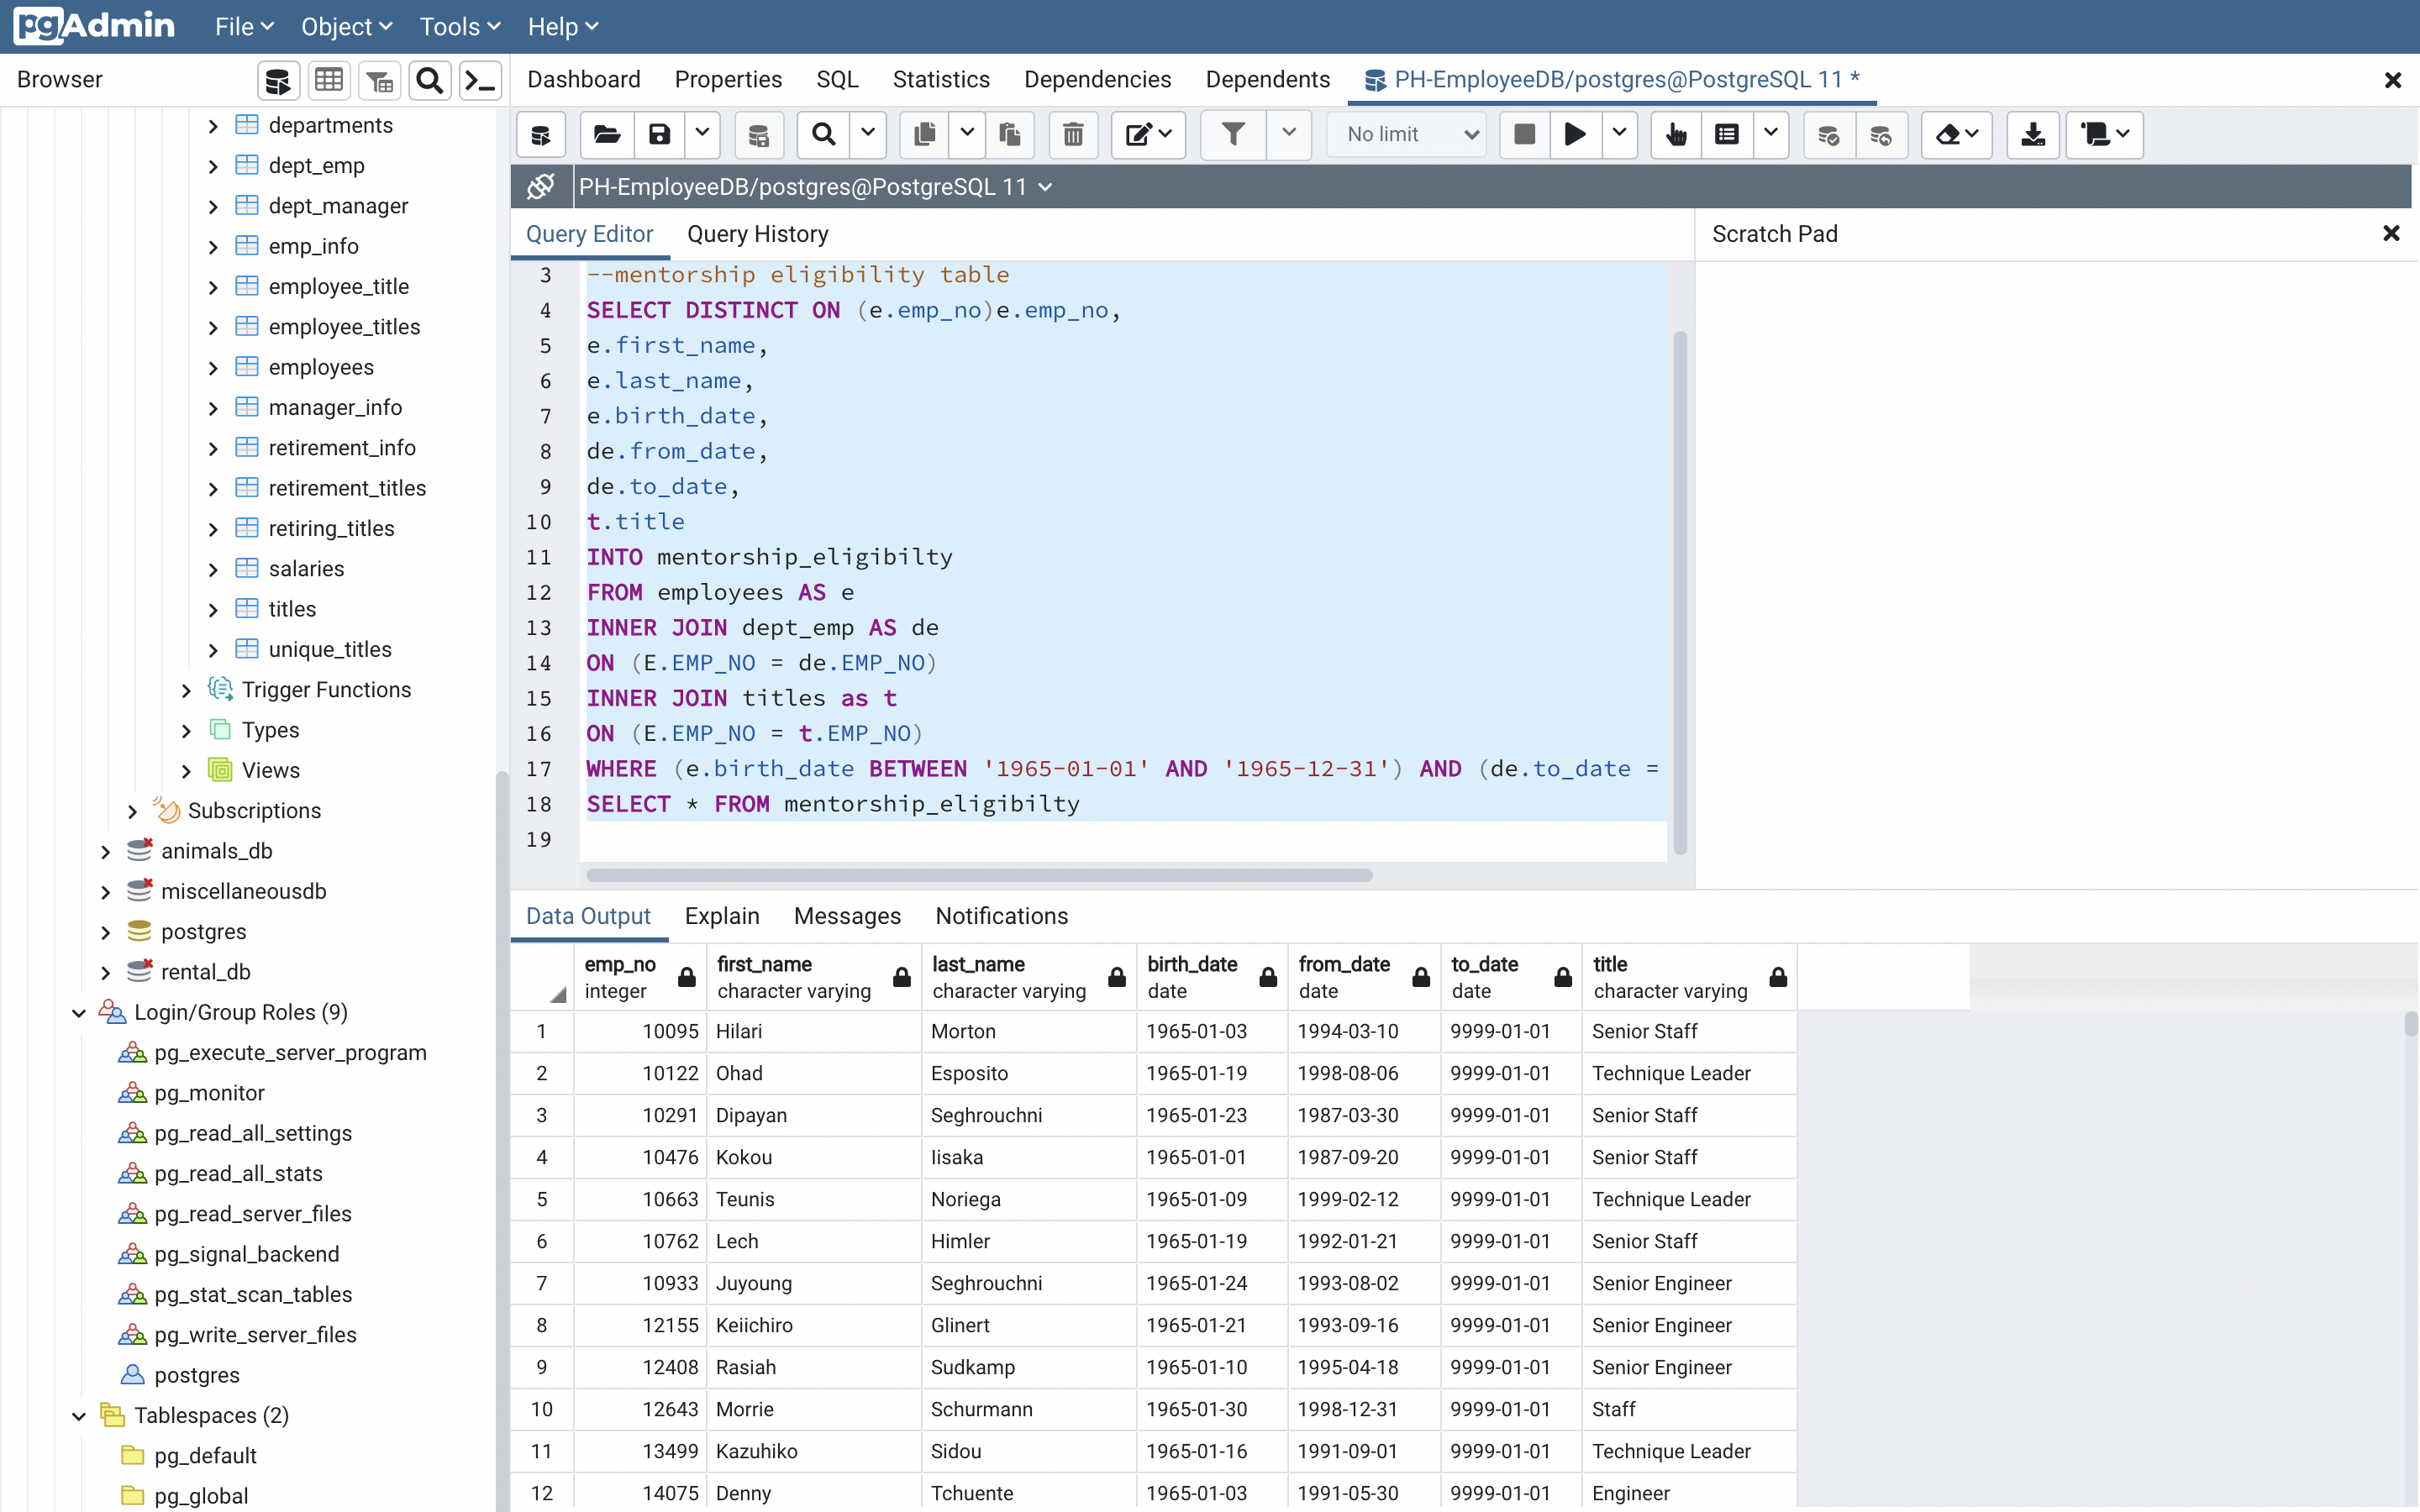 pgAdmin File Object Tools Help
Browser
Dashboard Properties SQL Statistics Dependencies Dependents PH-EmployeeDB/postgres@PostgreSQL 11 *
departments
dept_emp
dept_manager
emp_info
employee_title
employee_titles
employees
manager_info
retirement_info
retirement_titles
retiring_titles
salaries
titles
unique_titles
Trigger Functions
Types
Views
Subscriptions
animals_db
miscellaneousdb
postgres
rental_db
Login/Group Roles (9)
pg_execute_server_program
pg_monitor
pg_read_all_settings
pg_read_all_stats
pg_read_server_files
pg_signal_backend
pg_stat_scan_tables
pg_write_server_files
postgres
Tablespaces (2)
pg_default
pg_global
No limit
PH-EmployeeDB/postgres@PostgreSQL 11
Query Editor Query History
Scratch Pad
3 --mentorship eligibility table
4 SELECT DISTINCT ON (e.emp_no)e.emp_no,
5 e.first_name,
6 e.last_name,
7 e.birth_date,
8 de.from_date,
9 de.to_date,
10 t.title
11 INTO mentorship_eligibilty
12 FROM employees AS e
13 INNER JOIN dept_emp AS de
14 ON (E.EMP_NO = de.EMP_NO)
15 INNER JOIN titles as t
16 ON (E.EMP_NO = t.EMP_NO)
17 WHERE (e.birth_date BETWEEN '1965-01-01' AND '1965-12-31') AND (de.to_date =
18 SELECT * FROM mentorship_eligibilty
19
Data Output Explain Messages Notifications
emp_no first_name last_name birth_date from_date to_date title
integer character varying character varying date date date character varying
1 10095 Hilari Morton 1965-01-03 1994-03-10 9999-01-01 Senior Staff
2 10122 Ohad Esposito 1965-01-19 1998-08-06 9999-01-01 Technique Leader
3 10291 Dipayan Seghrouchni 1965-01-23 1987-03-30 9999-01-01 Senior Staff
4 10476 Kokou Iisaka 1965-01-01 1987-09-20 9999-01-01 Senior Staff
5 10663 Teunis Noriega 1965-01-09 1999-02-12 9999-01-01 Technique Leader
6 10762 Lech Himler 1965-01-19 1992-01-21 9999-01-01 Senior Staff
7 10933 Juyoung Seghrouchni 1965-01-24 1993-08-02 9999-01-01 Senior Engineer
8 12155 Keiichiro Glinert 1965-01-21 1993-09-16 9999-01-01 Senior Engineer
9 12408 Rasiah Sudkamp 1965-01-10 1995-04-18 9999-01-01 Senior Engineer
10 12643 Morrie Schurmann 1965-01-30 1998-12-31 9999-01-01 Staff
11 13499 Kazuhiko Sidou 1965-01-16 1991-09-01 9999-01-01 Technique Leader
12 14075 Denny Tchuente 1965-01-03 1991-05-30 9999-01-01 Engineer